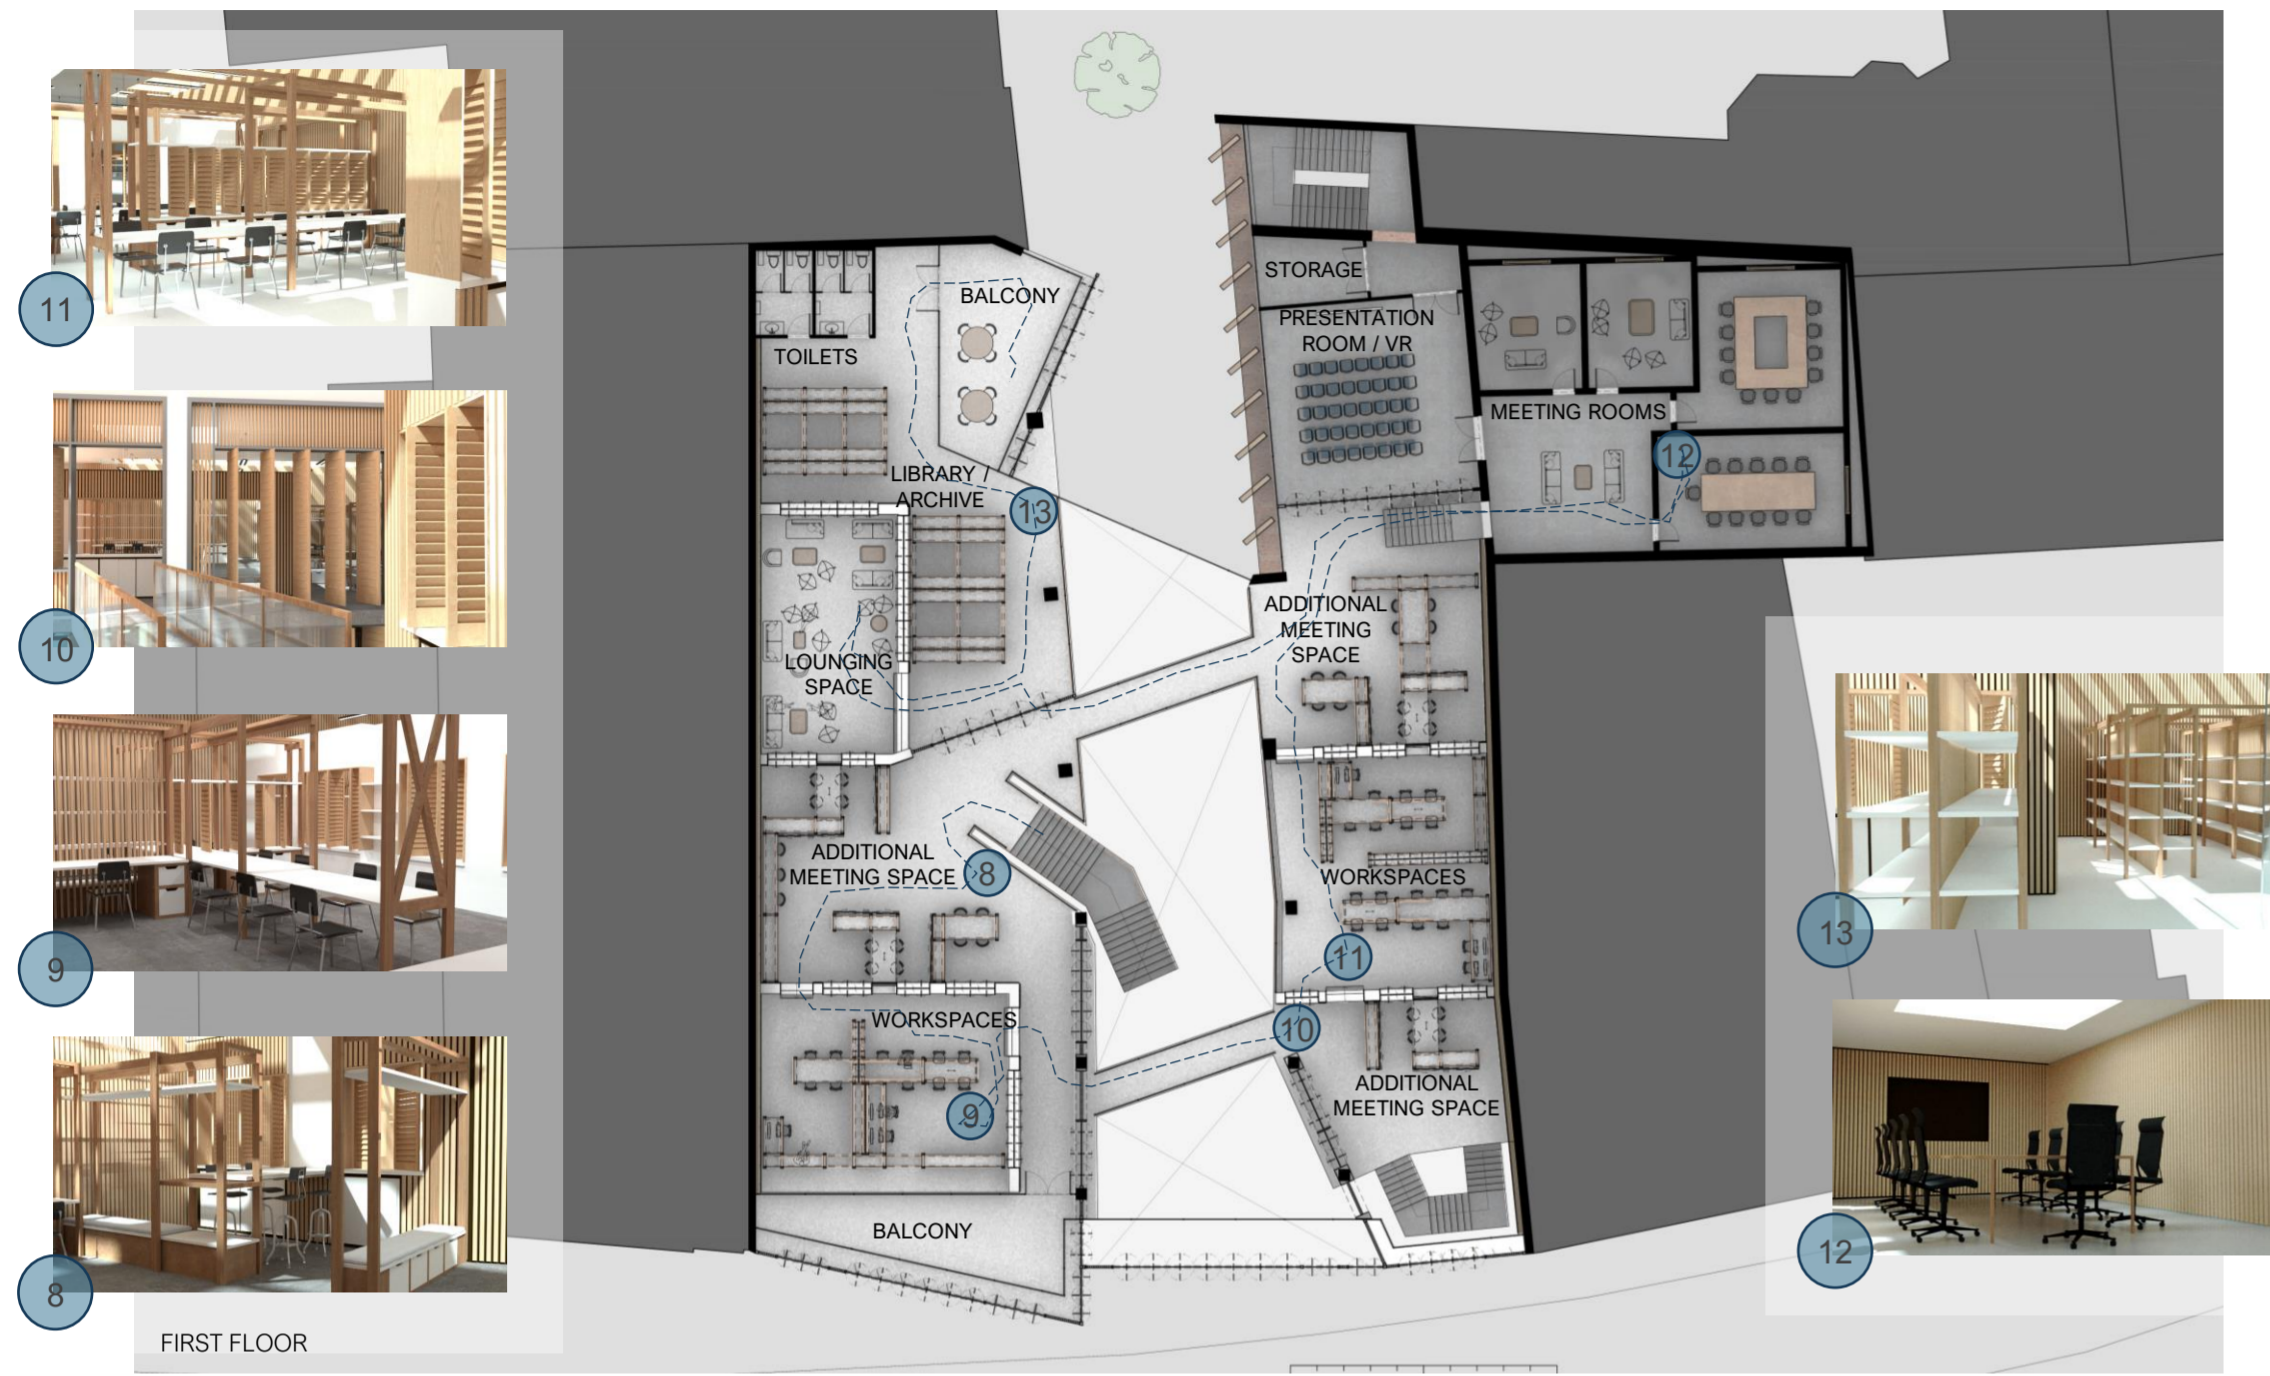 11
10
9
8
FIRST FLOOR
STORAGE
BALCONY
PRESENTATION
ROOM / VR
TOILETS
MEETING ROOMS
12
LIBRARY /
ARCHIVE
13
ADDITIONAL
MEETING
SPACE
LOUNGING
SPACE
ADDITIONAL
MEETING SPACE
8
WORKSPACES
11
WORKSPACES
10
ADDITIONAL
MEETING SPACE
9
BALCONY
13
12